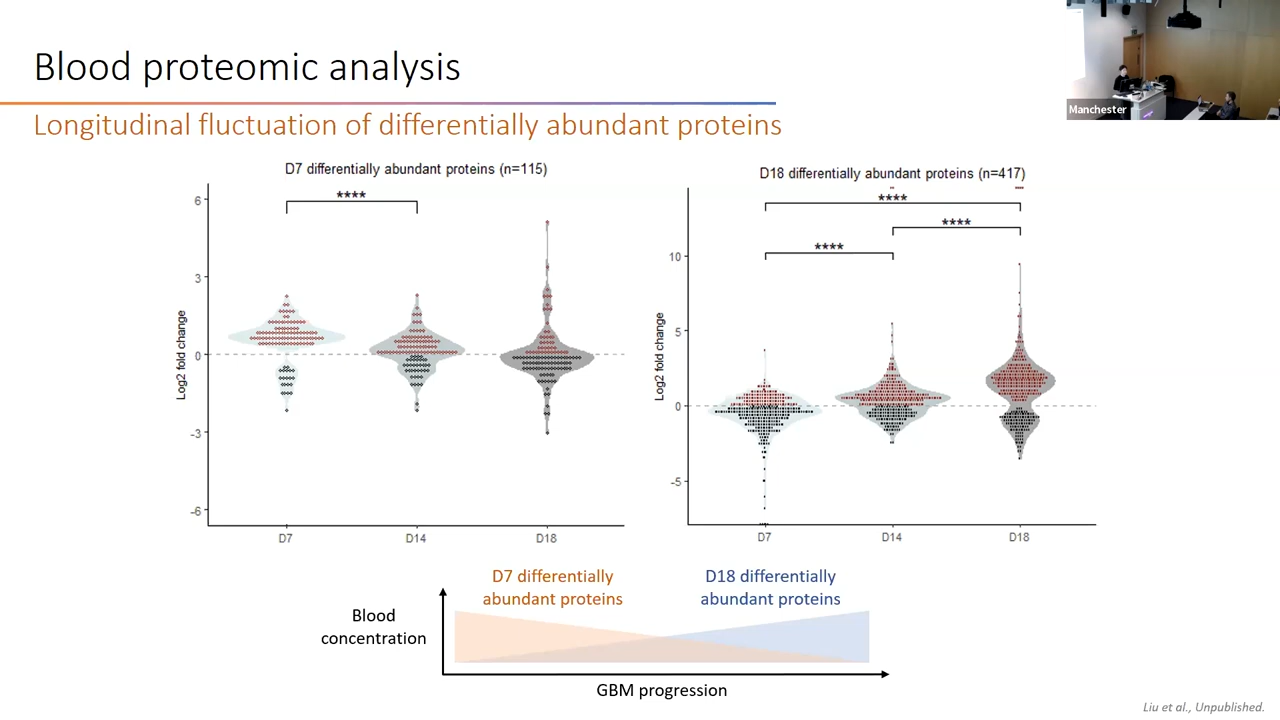 Blood proteomic analysis
Manchester
Longitudinal fluctuation of differentially abundant proteins
D7 differentially abundant proteins (n=115)
****
6
3
0
-3
-6
Log2 fold change
D7
D14
D18
D18 differentially abundant proteins (n=417)
****
****
****
10
5
0
-5
Log2 fold change
D7
D14
D18
D7 differentially
abundant proteins
D18 differentially
abundant proteins
Blood
concentration
GBM progression
Liu et al., Unpublished.